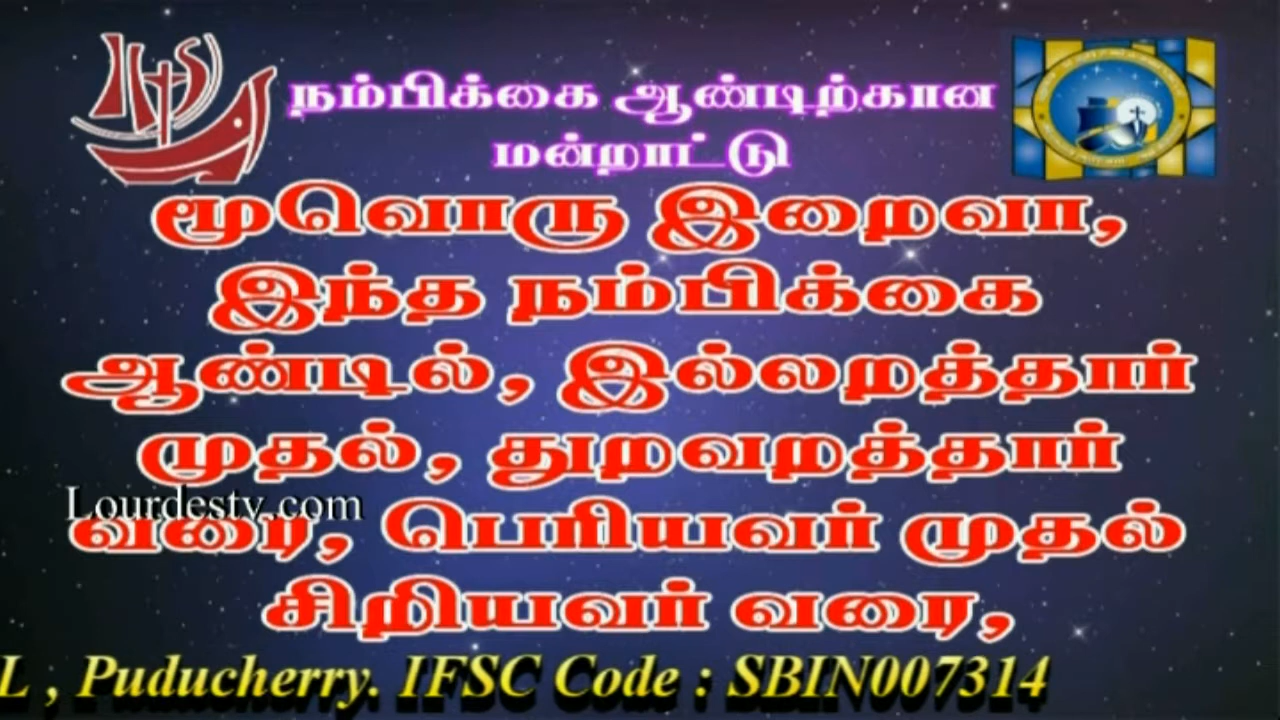 நம்பிக்கை ஆண்டிற்கான
மன்றாட்டு
மூவொரு இறைவா,
இந்த நம்பிக்கை
ஆண்டில், இல்லறத்தார்
முதல், துறவறத்தார்
Lourdestv.com
வரை, பெரியவர் முதல்
சிறியவர் வரை,
L , Puducherry. IFSC Code : SBIN007314